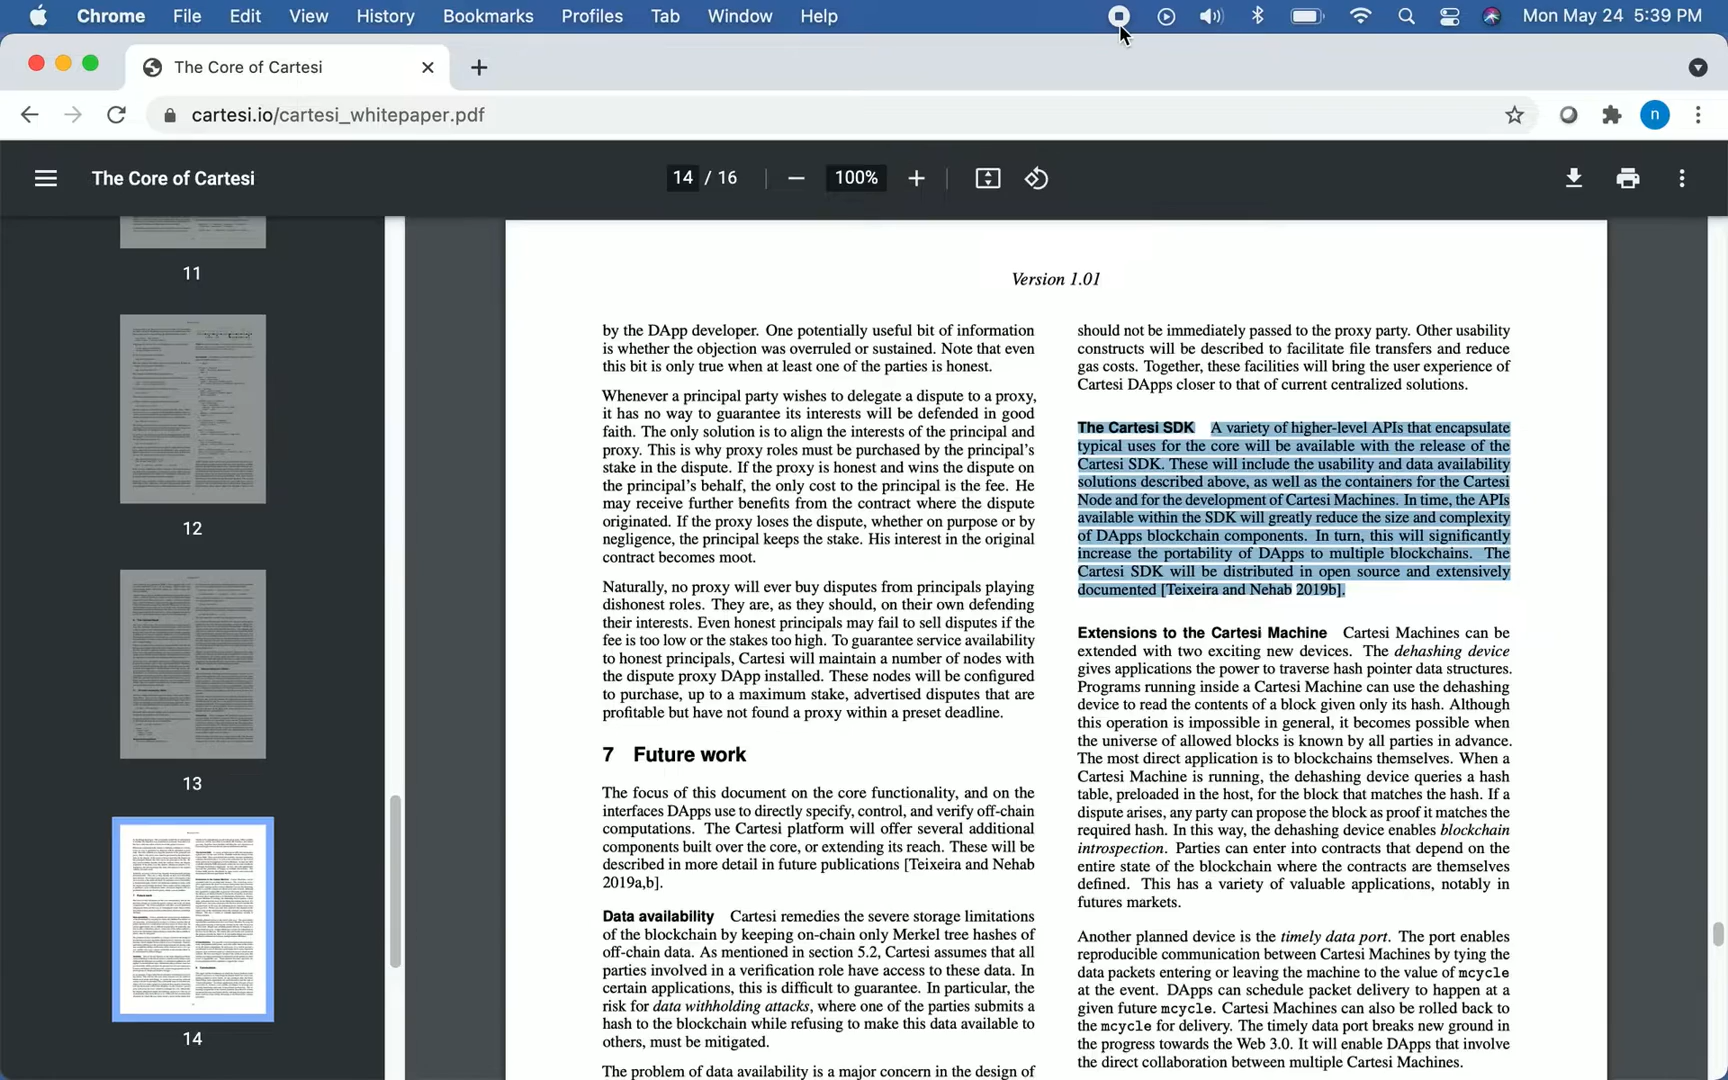 Chrome File Edit View History Bookmarks Profiles Tab Window Help Mon May 24 5:39 PM
The Core of Cartesi
cartesi.io/cartesi_whitepaper.pdf n
The Core of Cartesi 14 / 16 100%
11
12
13
14
Version 1.01
by the DApp developer. One potentially useful bit of information
is whether the objection was overruled or sustained. Note that even
this bit is only true when at least one of the parties is honest.
Whenever a principal party wishes to delegate a dispute to a proxy,
it has no way to guarantee its interests will be defended in good
faith. The only solution is to align the interests of the principal and
proxy. This is why proxy roles must be purchased by the principal's
stake in the dispute. If the proxy is honest and wins the dispute on
the principal's behalf, the only cost to the principal is the fee. He
may receive further benefits from the contract where the dispute
originated. If the proxy loses the dispute, whether on purpose or by
negligence, the principal keeps the stake. His interest in the original
contract becomes moot.
Naturally, no proxy will ever buy disputes from principals playing
dishonest roles. They are, as they should, on their own defending
their interests. Even honest principals may fail to sell disputes if the
fee is too low or the stakes too high. To guarantee service availability
to honest principals, Cartesi will maintain a number of nodes with
the dispute proxy DApp installed. These nodes will be configured
to purchase, up to a maximum stake, advertised disputes that are
profitable but have not found a proxy within a preset deadline.
7 Future work
The focus of this document on the core functionality, and on the
interfaces DApps use to directly specify, control, and verify off-chain
computations. The Cartesi platform will offer several additional
components built over the core, or extending its reach. These will be
described in more detail in future publications [Teixeira and Nehab
2019a,b].
Data availability Cartesi remedies the severe storage limitations
of the blockchain by keeping on-chain only Merkel tree hashes of
off-chain data. As mentioned in section 5.2, Cartesi assumes that all
parties involved in a verification role have access to these data. In
certain applications, this is difficult to guarantee. In particular, the
risk for data withholding attacks, where one of the parties submits a
hash to the blockchain while refusing to make this data available to
others, must be mitigated.
The problem of data availability is a major concern in the design of
should not be immediately passed to the proxy party. Other usability
constructs will be described to facilitate file transfers and reduce
gas costs. Together, these facilities will bring the user experience of
Cartesi DApps closer to that of current centralized solutions.
The Cartesi SDK A variety of higher-level APIs that encapsulate
typical uses for the core will be available with the release of the
Cartesi SDK. These will include the usability and data availability
solutions described above, as well as the containers for the Cartesi
Node and for the development of Cartesi Machines. In time, the APIs
available within the SDK will greatly reduce the size and complexity
of DApps blockchain components. In turn, this will significantly
increase the portability of DApps to multiple blockchains. The
Cartesi SDK will be distributed in open source and extensively
documented [Teixeira and Nehab 2019b].
Extensions to the Cartesi Machine Cartesi Machines can be
extended with two exciting new devices. The dehashing device
gives applications the power to traverse hash pointer data structures.
Programs running inside a Cartesi Machine can use the dehashing
device to read the contents of a block given only its hash. Although
this operation is impossible in general, it becomes possible when
the universe of allowed blocks is known by all parties in advance.
The most direct application is to blockchains themselves. When a
Cartesi Machine is running, the dehashing device queries a hash
table, preloaded in the host, for the block that matches the hash. If a
dispute arises, any party can propose the block as proof it matches the
required hash. In this way, the dehashing device enables blockchain
introspection. Parties can enter into contracts that depend on the
entire state of the blockchain where the contracts are themselves
defined. This has a variety of valuable applications, notably in
futures markets.
Another planned device is the timely data port. The port enables
reproducible communication between Cartesi Machines by tying the
data packets entering or leaving the machine to the value of mcycle
at the event. DApps can schedule packet delivery to happen at a
given future mcycle. Cartesi Machines can also be rolled back to
the mcycle for delivery. The timely data port breaks new ground in
the progress towards the Web 3.0. It will enable DApps that involve
the direct collaboration between multiple Cartesi Machines.